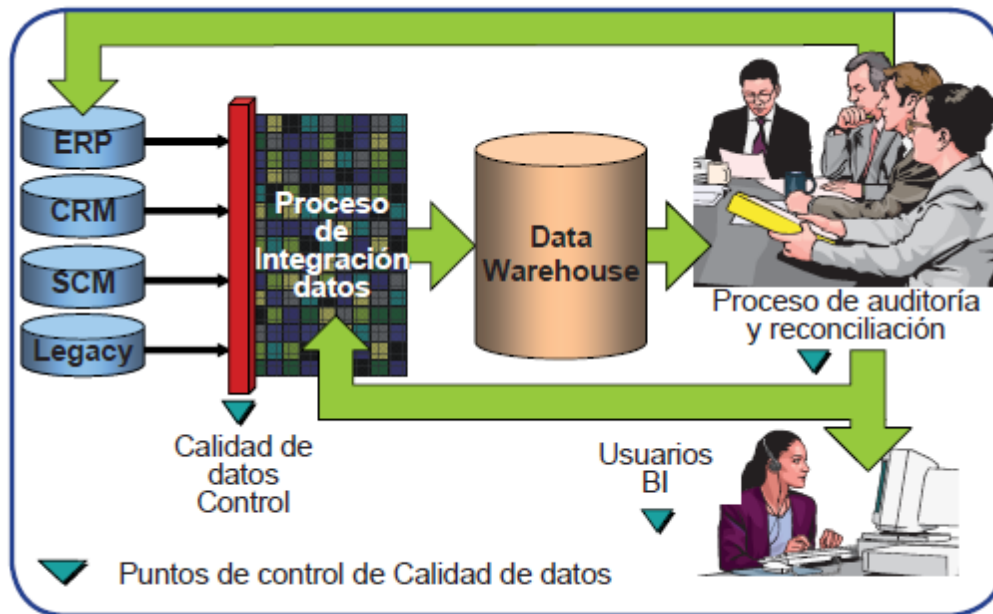 ERP
CRM
SCM
Legacy
Proceso
de
Integración
datos
Data
Warehouse
Proceso de auditoría
y reconciliación
Calidad de
datos
Control
Usuarios
BI
Puntos de control de Calidad de datos